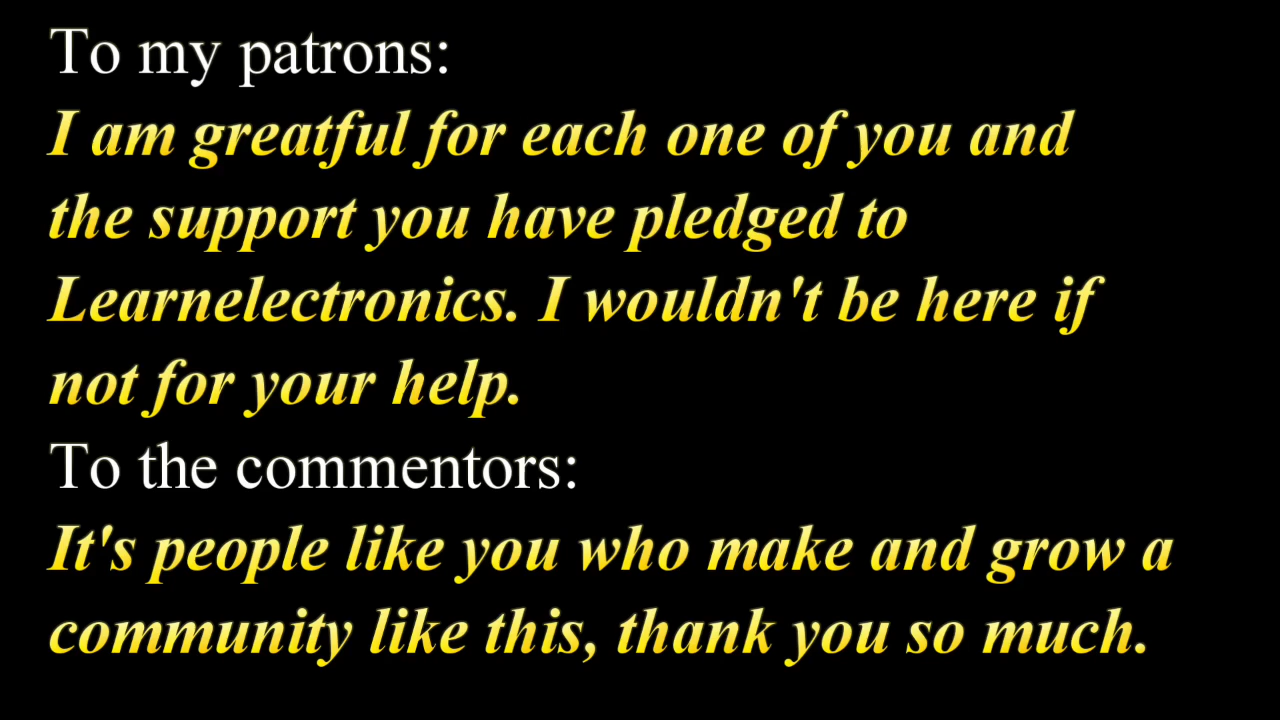 To my patrons:
I am greatful for each one of you and
the support you have pledged to
Learnelectronics. I wouldn't be here if
not for your help.
To the commentors:
It's people like you who make and grow a
community like this, thank you so much.